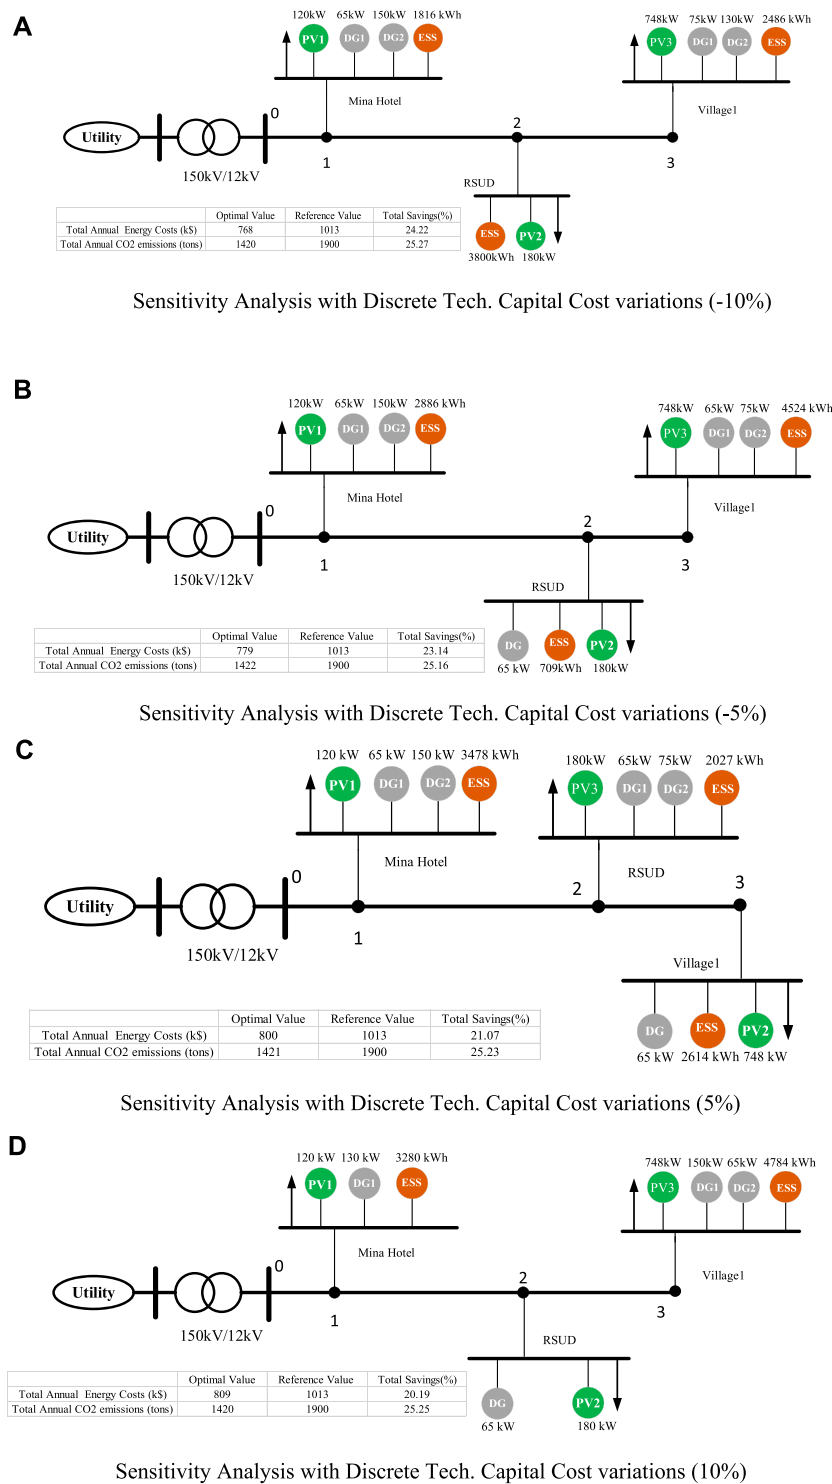 A
120kW 65kW 150kW 1816 kWh
PV1 DG1 DG2 ESS
748kW 75kW 130kW 2486 kWh
PV3 DG1 DG2 ESS
Mina Hotel
Village1
0
2
Utility
1
3
150kV/12kV
RSUD
Optimal Value Reference Value Total Savings(%)
Total Annual Energy Costs (k$) 768 1013 24.22
Total Annual CO2 emissions (tons) 1420 1900 25.27
ESS PV2
3800kWh 180kW
Sensitivity Analysis with Discrete Tech. Capital Cost variations (-10%)
B
120kW 65kW 150kW 2886 kWh
PV1 DG1 DG2 ESS
748kW 65kW 75kW 4524 kWh
PV3 DG1 DG2 ESS
Mina Hotel
Village1
0
2
Utility
1
3
150kV/12kV
RSUD
Optimal Value Reference Value Total Savings(%)
Total Annual Energy Costs (k$) 779 1013 23.14
Total Annual CO2 emissions (tons) 1422 1900 25.16
DG ESS PV2
65 kW 709kWh 180kW
Sensitivity Analysis with Discrete Tech. Capital Cost variations (-5%)
C
120 kW 65 kW 150 kW 3478 kWh
PV1 DG1 DG2 ESS
180kW 65kW 75kW 2027 kWh
PV3 DG1 DG2 ESS
Mina Hotel
RSUD
0
2
3
Utility
1
150kV/12kV
Village1
Optimal Value Reference Value Total Savings(%)
Total Annual Energy Costs (k$) 800 1013 21.07
Total Annual CO2 emissions (tons) 1421 1900 25.23
DG ESS PV2
65 kW 2614 kWh 748 kW
Sensitivity Analysis with Discrete Tech. Capital Cost variations (5%)
D
120 kW 130 kW 3280 kWh
PV1 DG1 ESS
748kW 150kW 65kW 4784 kWh
PV3 DG1 DG2 ESS
Mina Hotel
Village1
0
2
Utility
1
3
150kV/12kV
RSUD
Optimal Value Reference Value Total Savings(%)
Total Annual Energy Costs (k$) 809 1013 20.19
Total Annual CO2 emissions (tons) 1420 1900 25.25
DG PV2
65 kW 180 kW
Sensitivity Analysis with Discrete Tech. Capital Cost variations (10%)